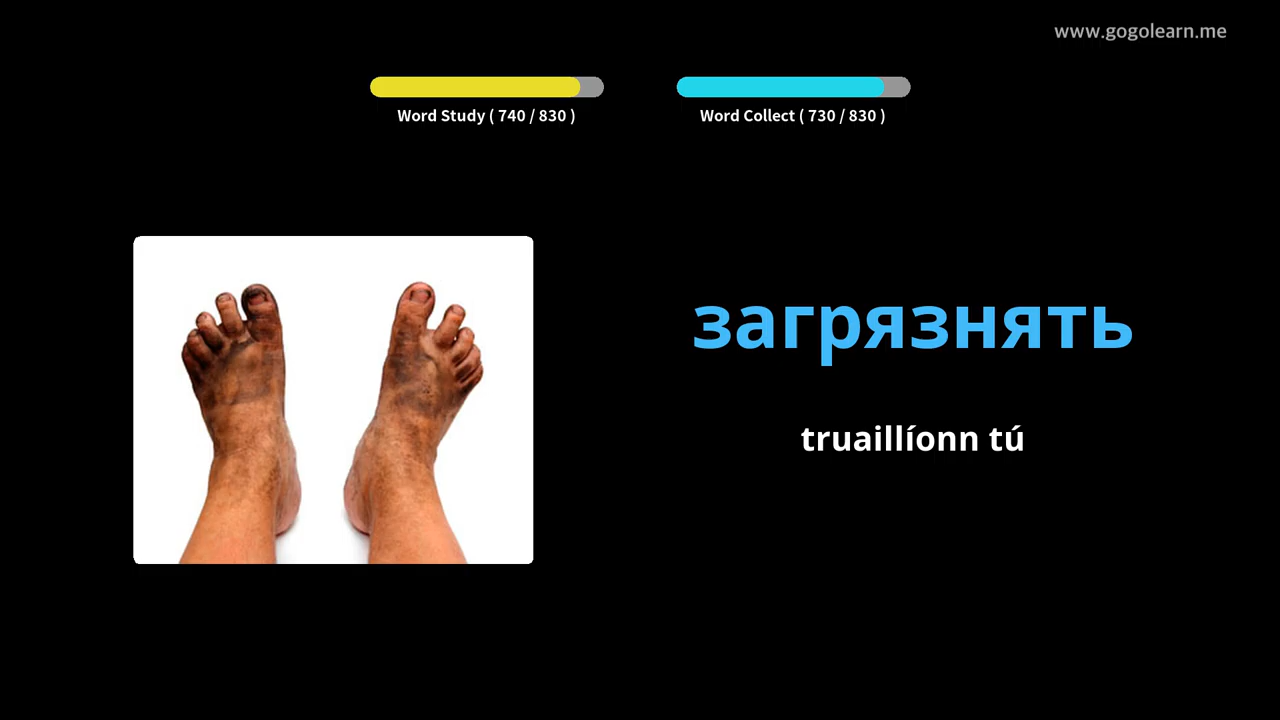 www.gogolearn.me
Word Study ( 740 / 830 )
Word Collect ( 730 / 830 )
загрязнять
truaillíonn tú